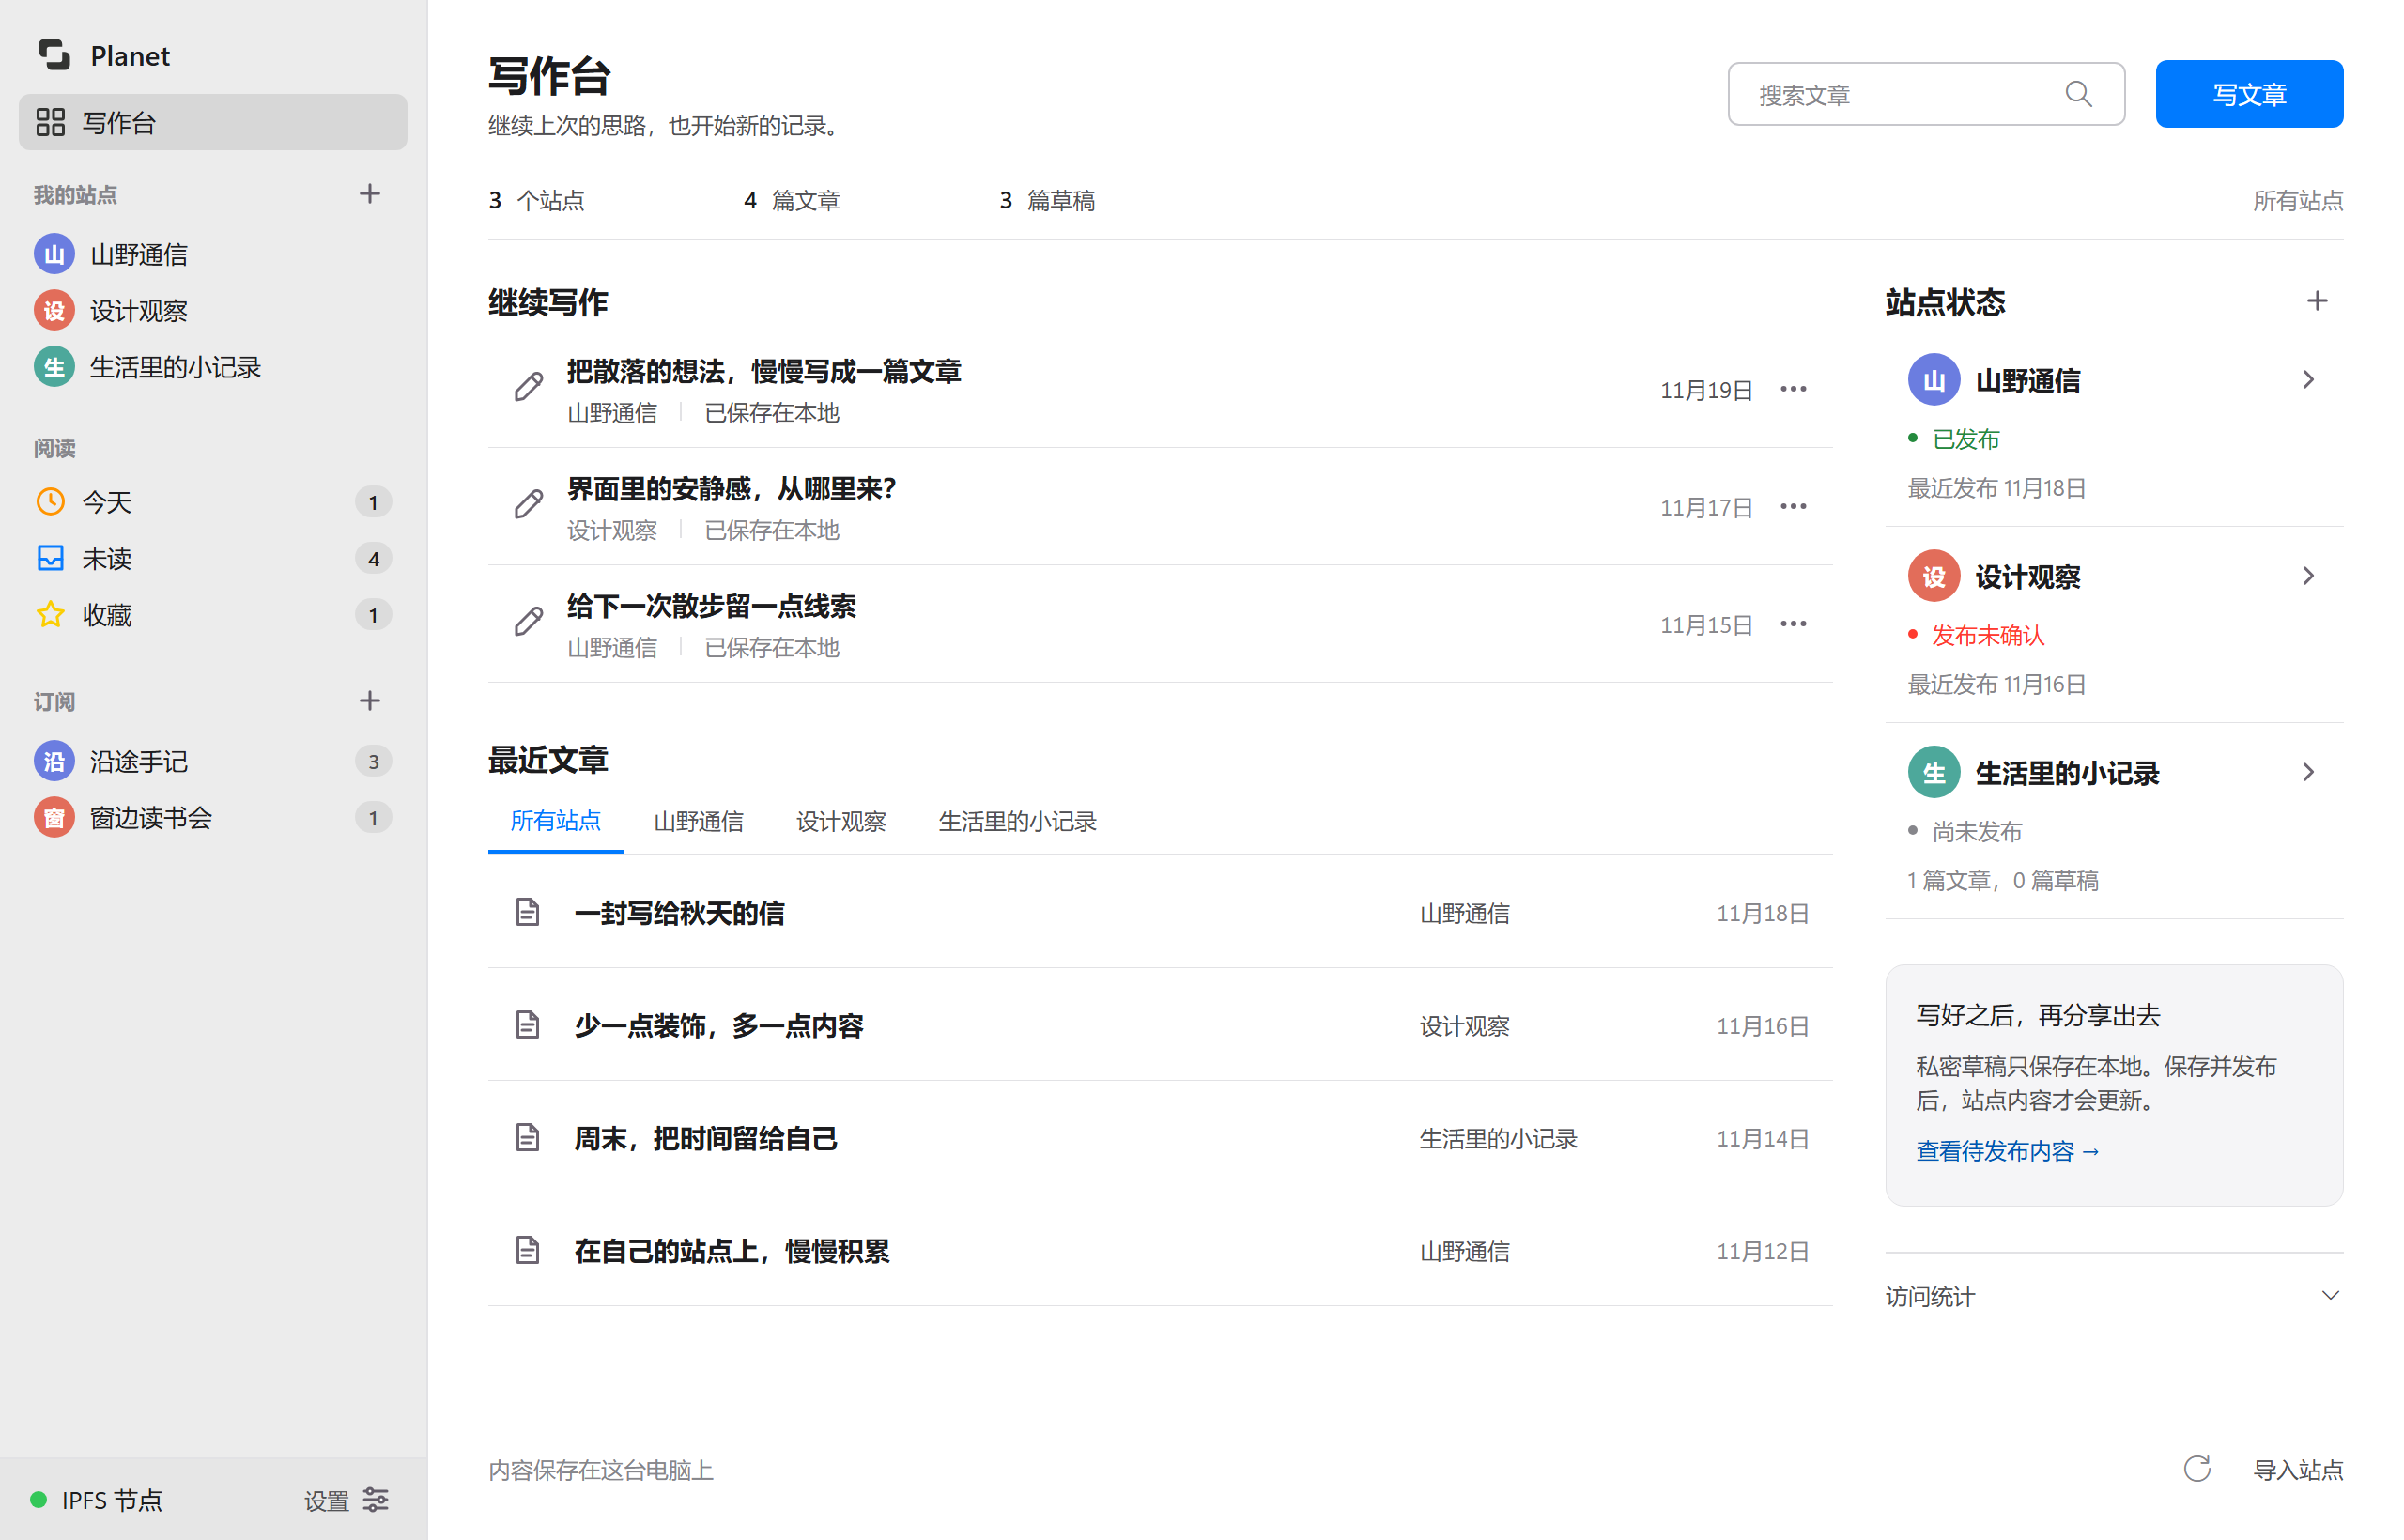 Planet
写作台
我的站点
山 山野通信
设 设计观察
生 生活里的小记录
阅读
今天 1
未读 4
收藏 1
订阅
沿 沿途手记 3
窗 窗边读书会 1
IPFS 节点 设置
写作台
继续上次的思路，也开始新的记录。
搜索文章
写文章
3 个站点 4 篇文章 3 篇草稿 所有站点
继续写作
把散落的想法，慢慢写成一篇文章
山野通信 已保存在本地
11月19日
界面里的安静感，从哪里来？
设计观察 已保存在本地
11月17日
给下一次散步留一点线索
山野通信 已保存在本地
11月15日
最近文章
所有站点 山野通信 设计观察 生活里的小记录
一封写给秋天的信 山野通信 11月18日
少一点装饰，多一点内容 设计观察 11月16日
周末，把时间留给自己 生活里的小记录 11月14日
在自己的站点上，慢慢积累 山野通信 11月12日
站点状态
山 山野通信
已发布
最近发布 11月18日
设 设计观察
发布未确认
最近发布 11月16日
生 生活里的小记录
尚未发布
1 篇文章，0 篇草稿
写好之后，再分享出去
私密草稿只保存在本地。保存并发布
后，站点内容才会更新。
查看待发布内容 →
访问统计
内容保存在这台电脑上
导入站点